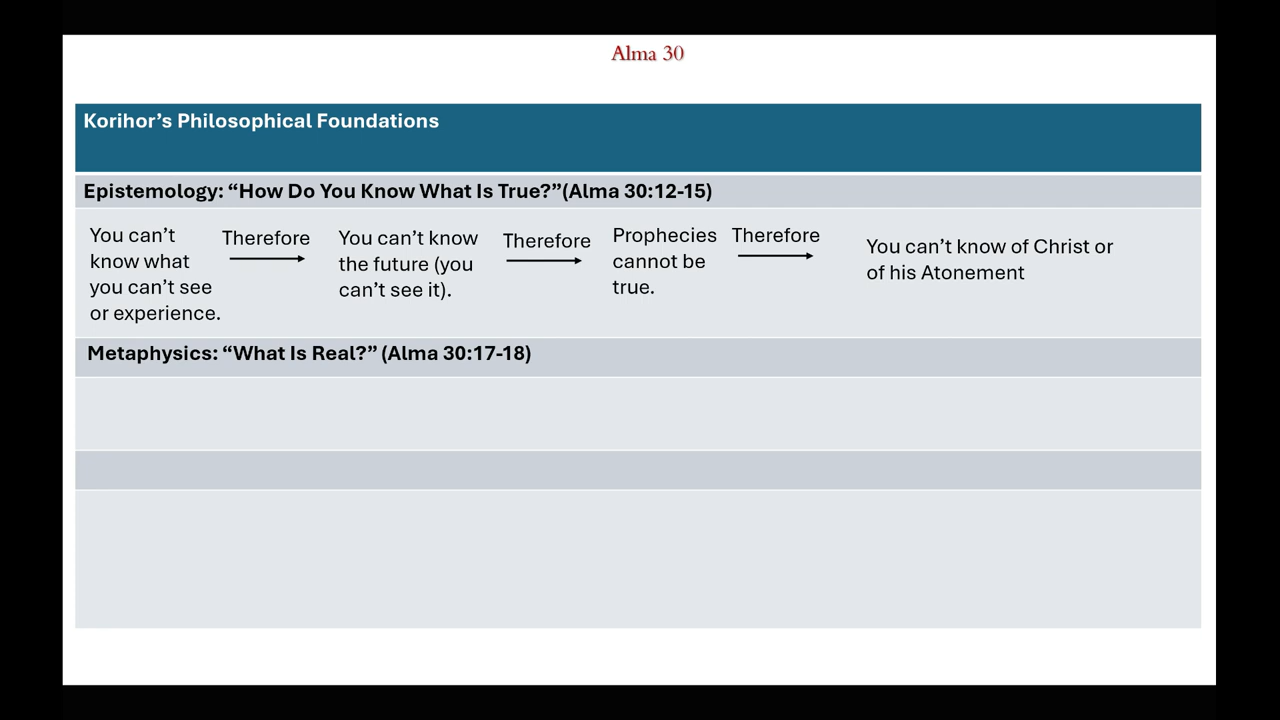 Alma 30
Korihor’s Philosophical Foundations
Epistemology: “How Do You Know What Is True?”(Alma 30:12-15)
You can’t
know what
you can’t see
or experience.
Therefore
You can’t know
the future (you
can’t see it).
Therefore
Prophecies
cannot be
true.
Therefore
You can’t know of Christ or
of his Atonement
Metaphysics: “What Is Real?” (Alma 30:17-18)